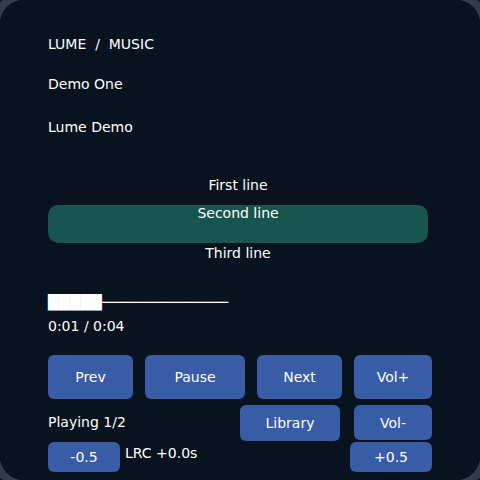 LUME / MUSIC
Demo One
Lume Demo
First line
Second line
Third line
0:01 / 0:04
Prev Pause Next Vol+
Playing 1/2 Library Vol-
-0.5 LRC +0.0s +0.5